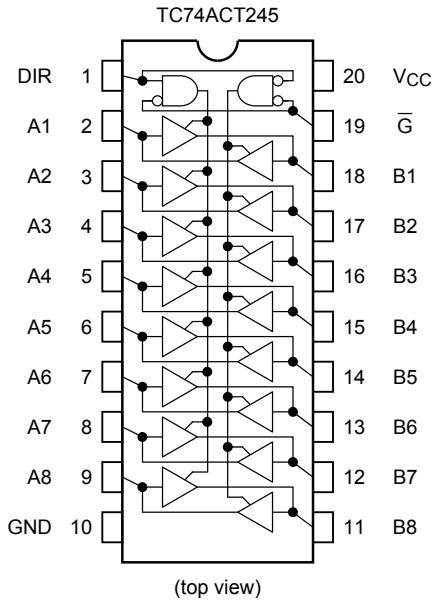 TC74ACT245
DIR 1 20 VCC
A1 2 19 G̅
A2 3 18 B1
A3 4 17 B2
A4 5 16 B3
A5 6 15 B4
A6 7 14 B5
A7 8 13 B6
A8 9 12 B7
GND 10 11 B8
(top view)